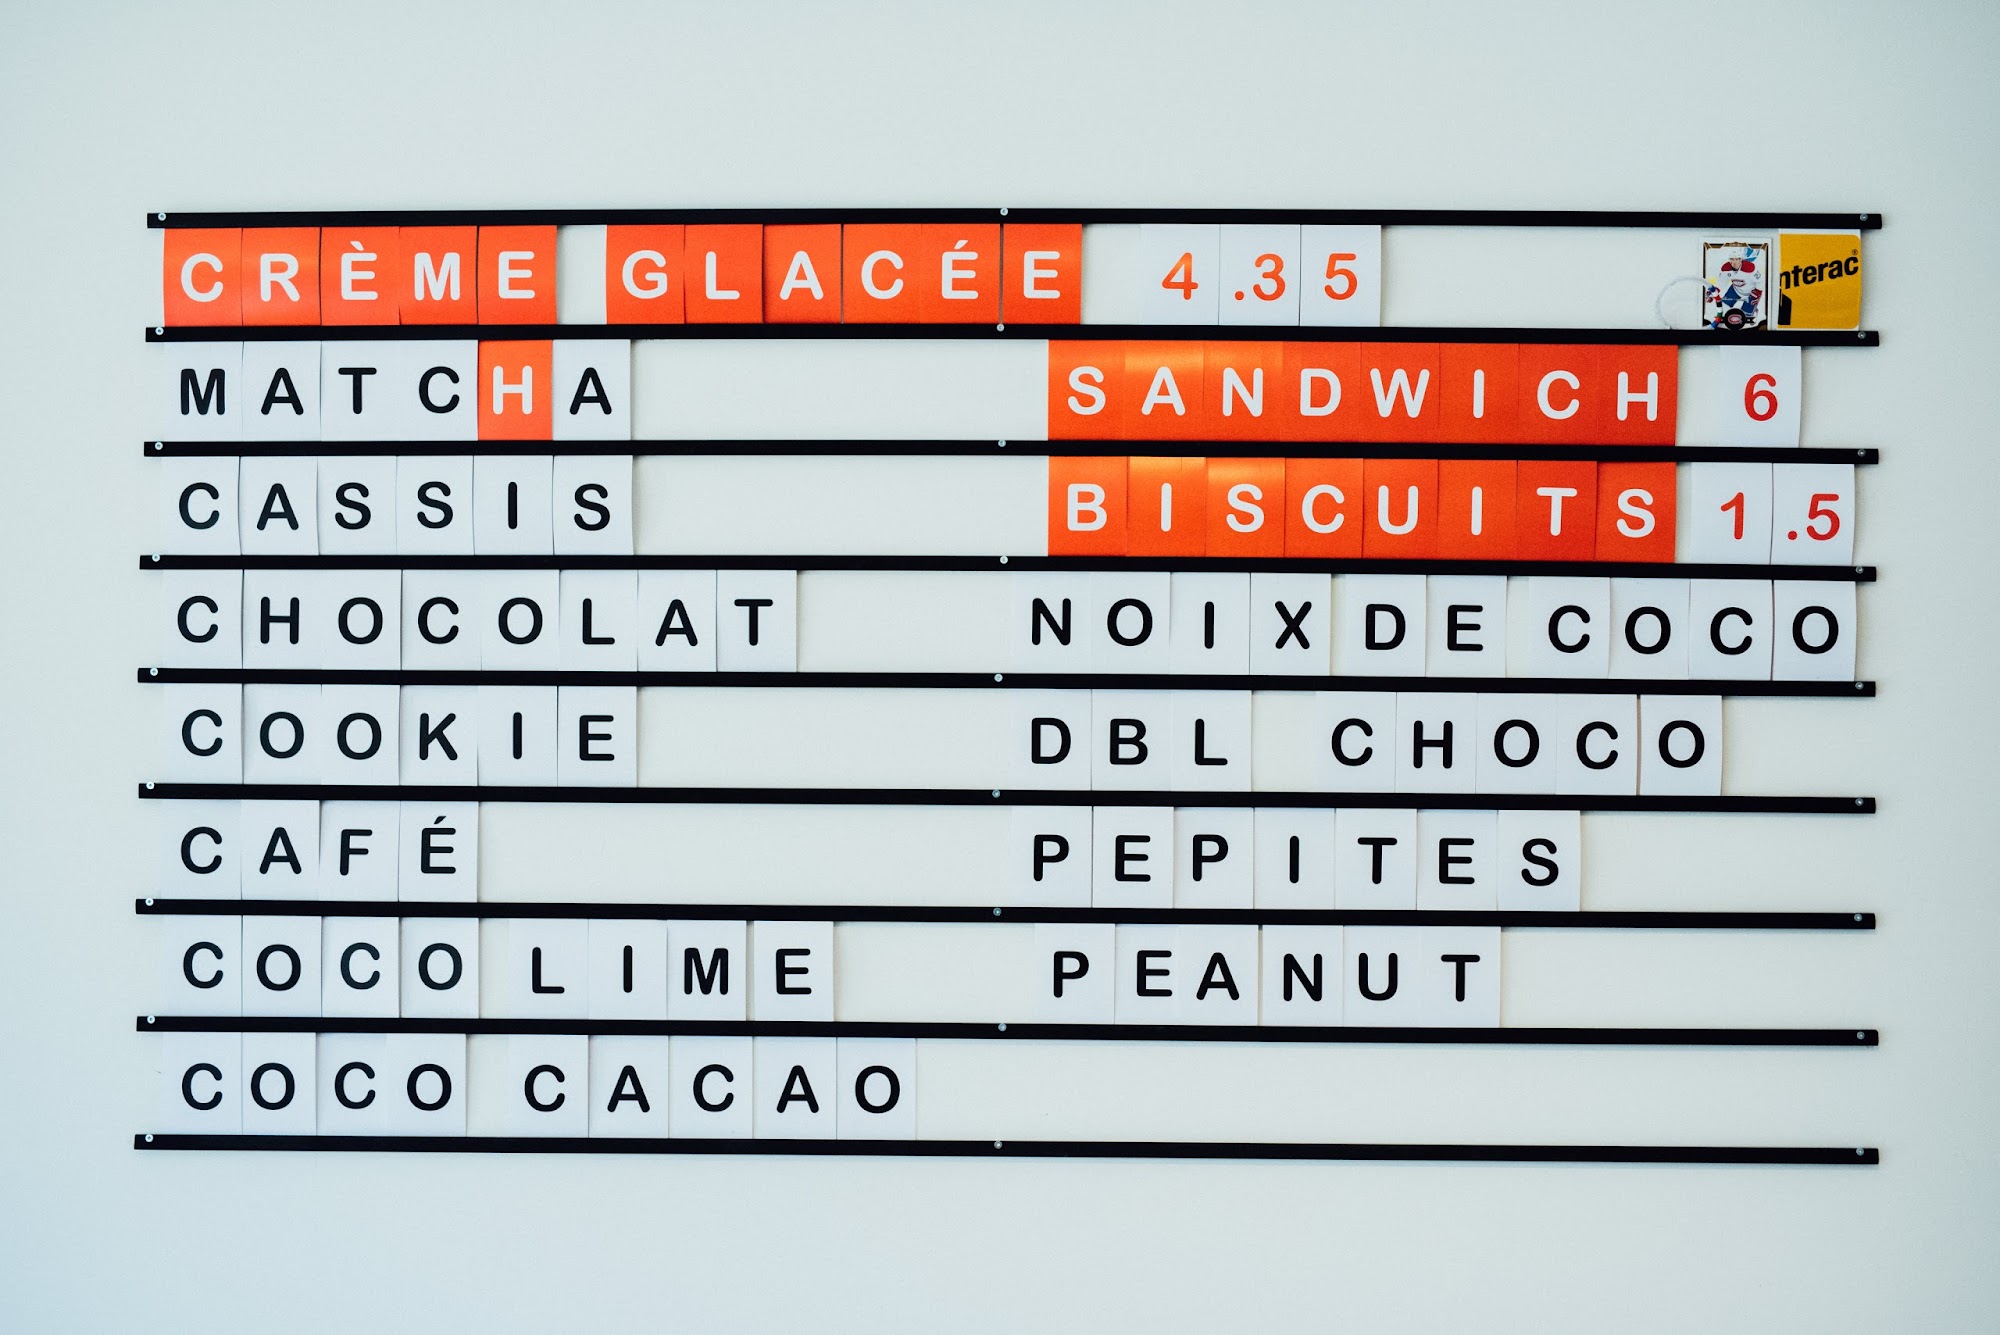 CRÈME GLACÉE 4.35
nterac
MATCHA
CASSIS
CHOCOLAT
COOKIE
CAFÉ
COCO LIME
COCO CACAO
SANDWICH 6
BISCUITS 1.5
NOIX DE COCO
DBL CHOCO
PEPITES
PEANUT